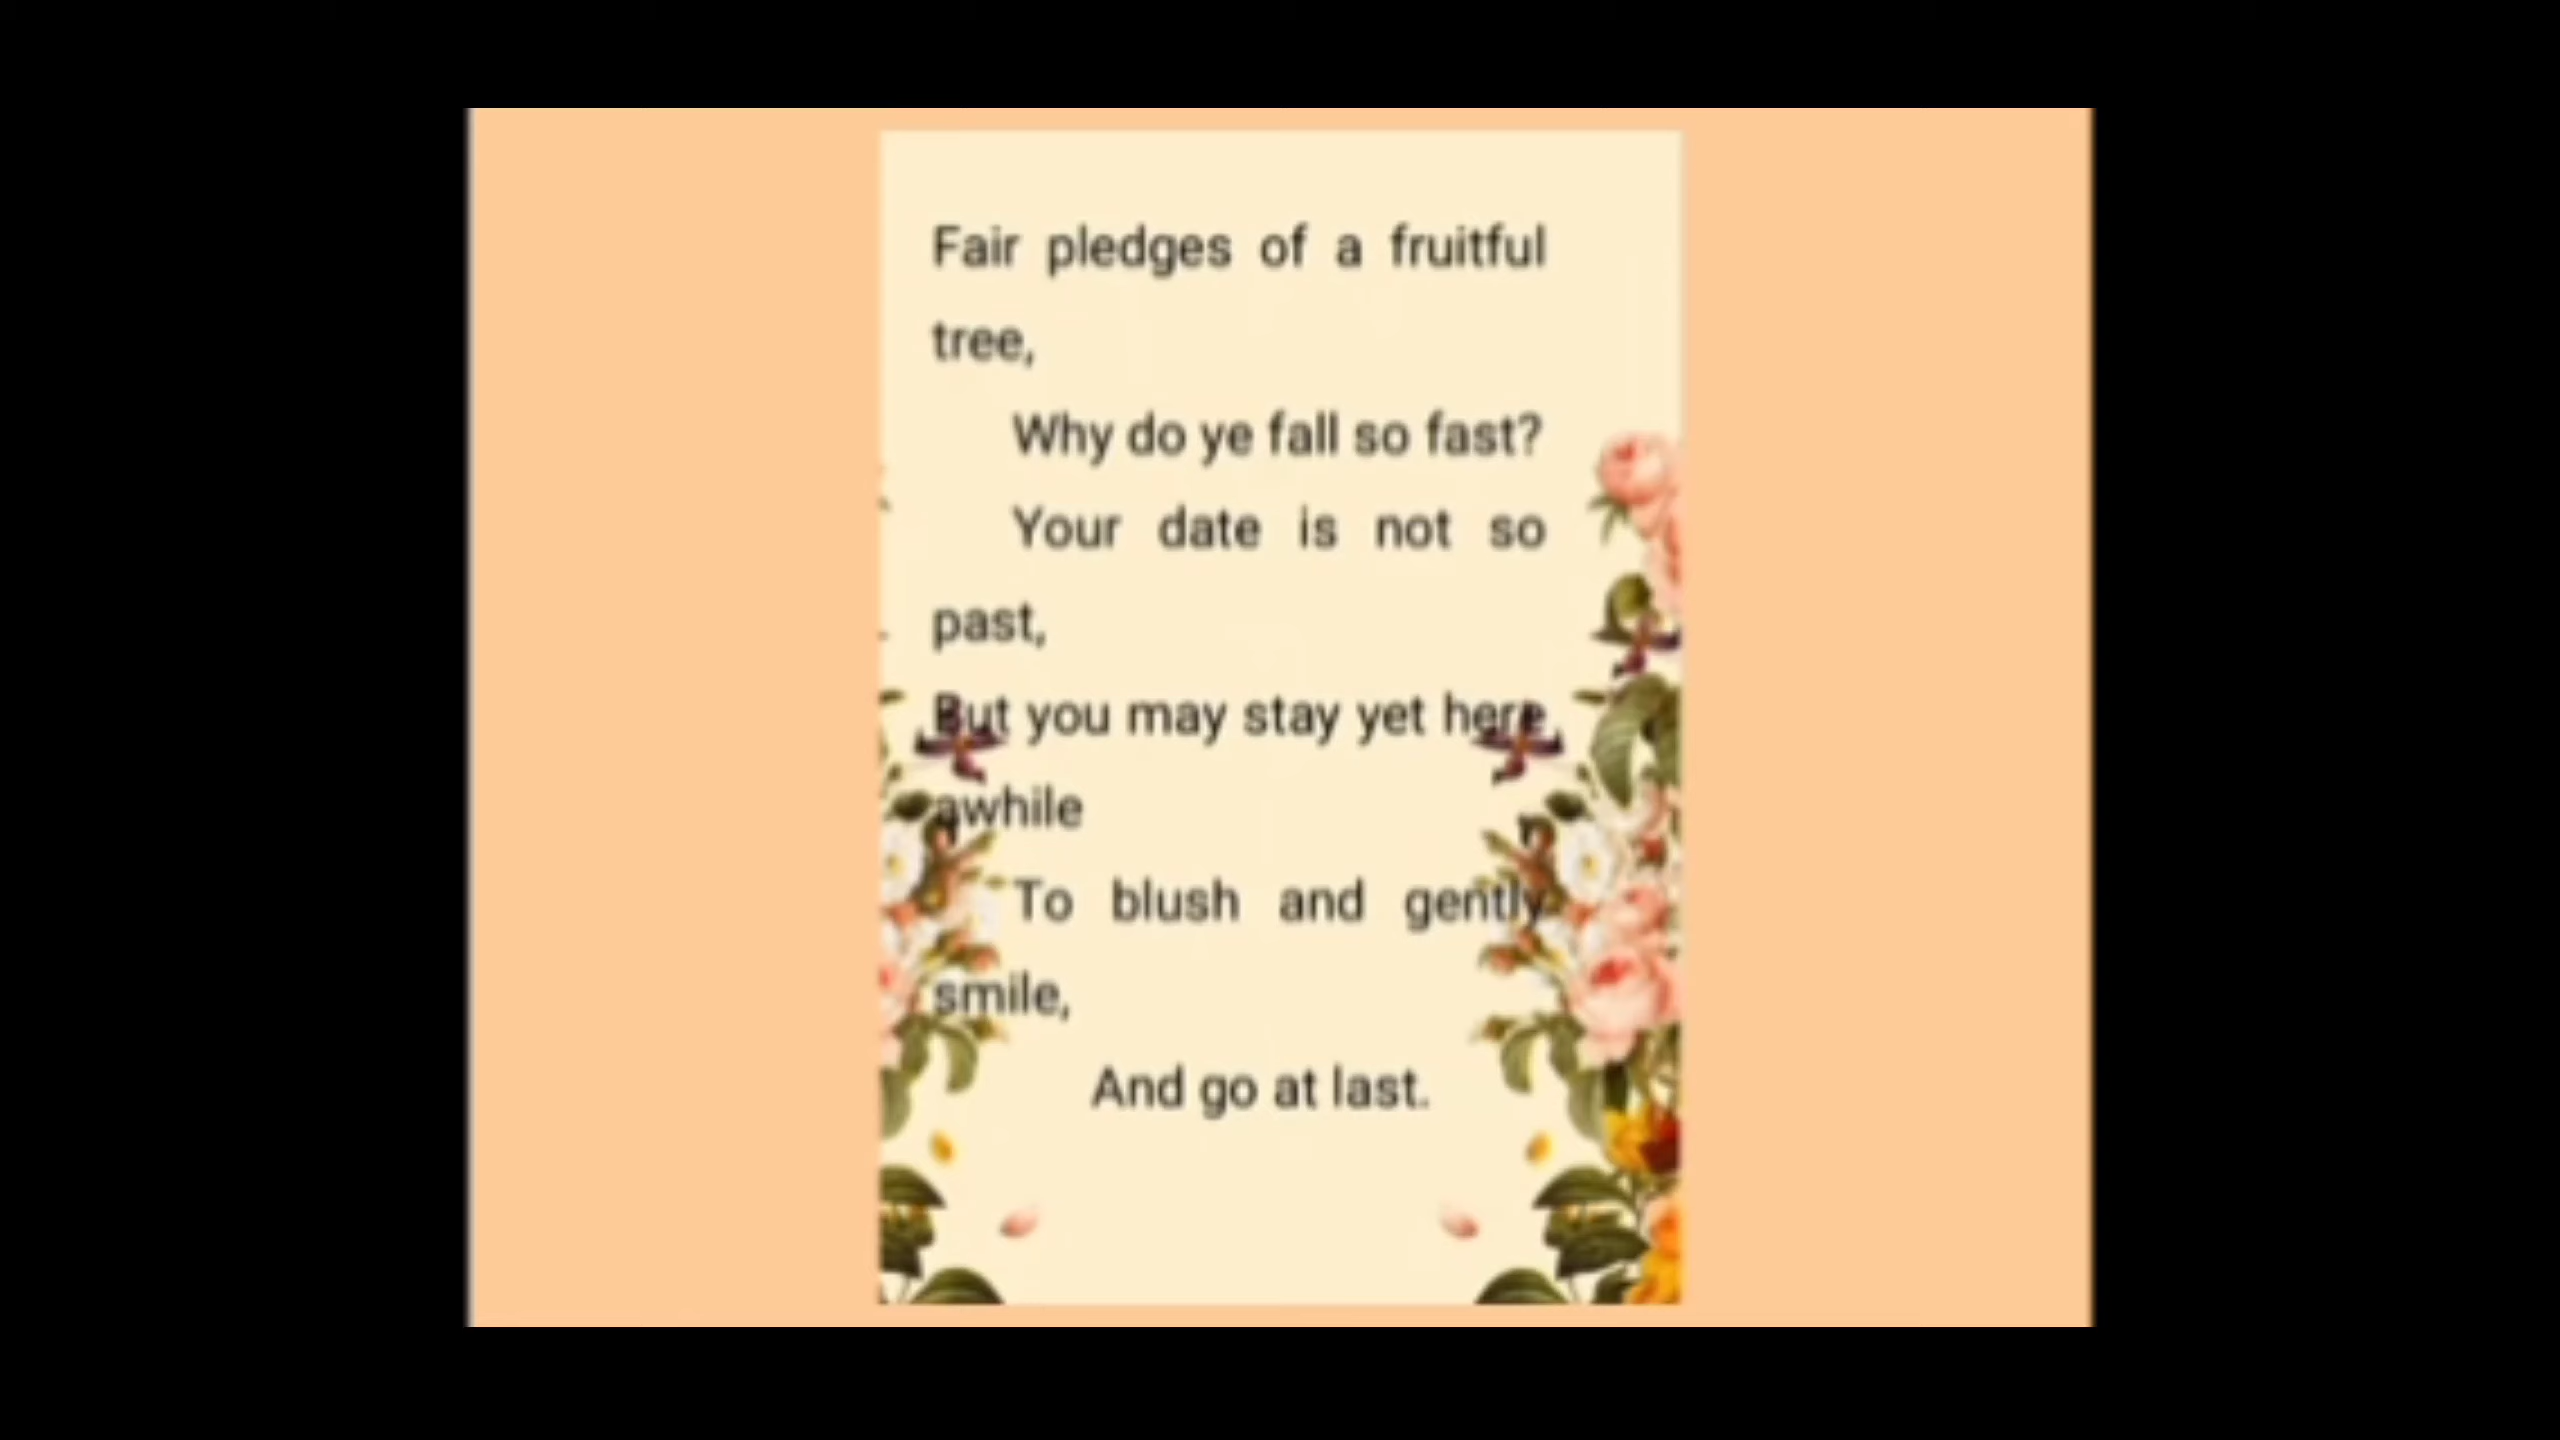 Fair pledges of a fruitful
tree,
Why do ye fall so fast?
Your date is not so
past,
But you may stay yet here
awhile
To blush and gently
smile,
And go at last.